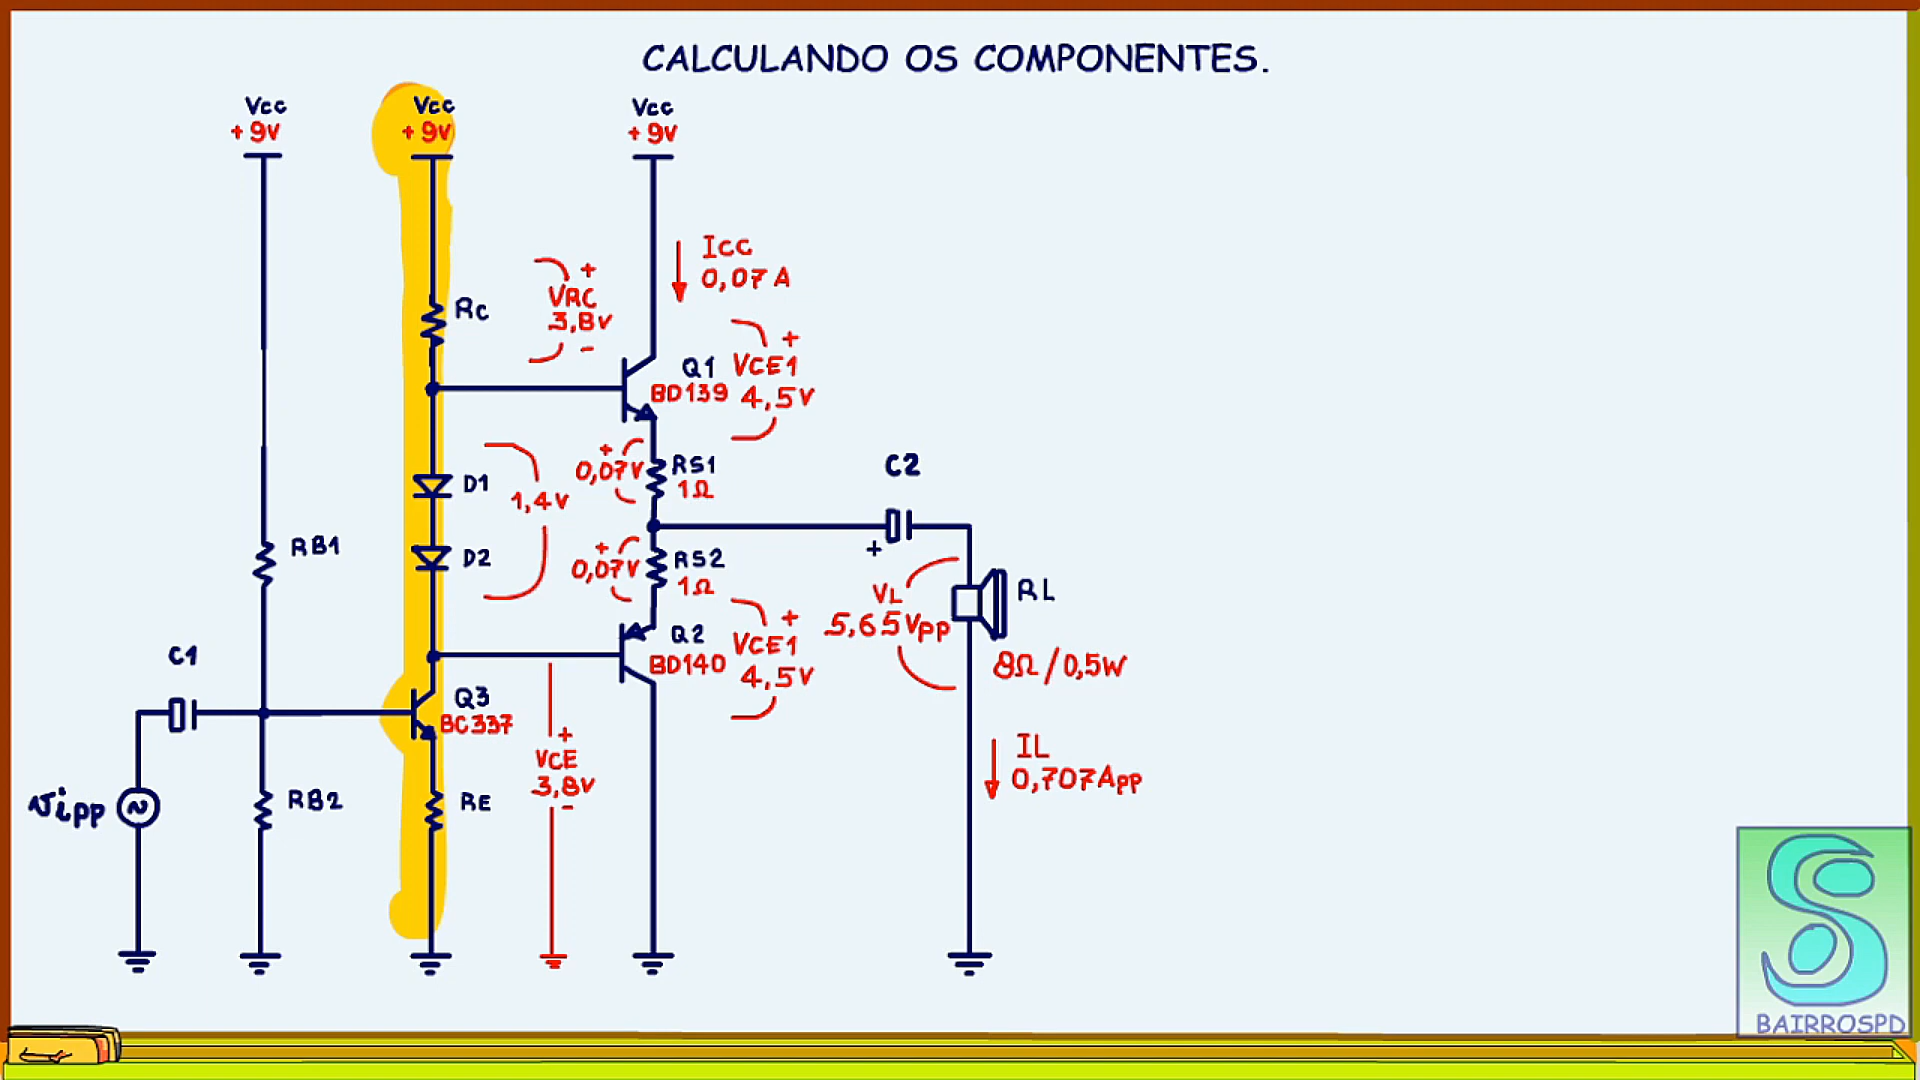 CALCULANDO OS COMPONENTES.
Vcc
+9V
Vcc
+9V
Vcc
+9V
Icc
0,07A
RC
+
VRC
3,8V
-
Q1
BD139
+
VCE1
4,5V
D1
1,4V
D2
+
0,07V
RS1
1Ω
C2
+
+
0,07V
RS2
1Ω
RB1
VL
5,65Vpp
RL
8Ω/0,5W
Q2
BD140
+
VCE1
4,5V
C1
Q3
BC337
+
VCE
3,8V
-
IL
0,707App
vipp
RB2
RE
BAIRROSPD